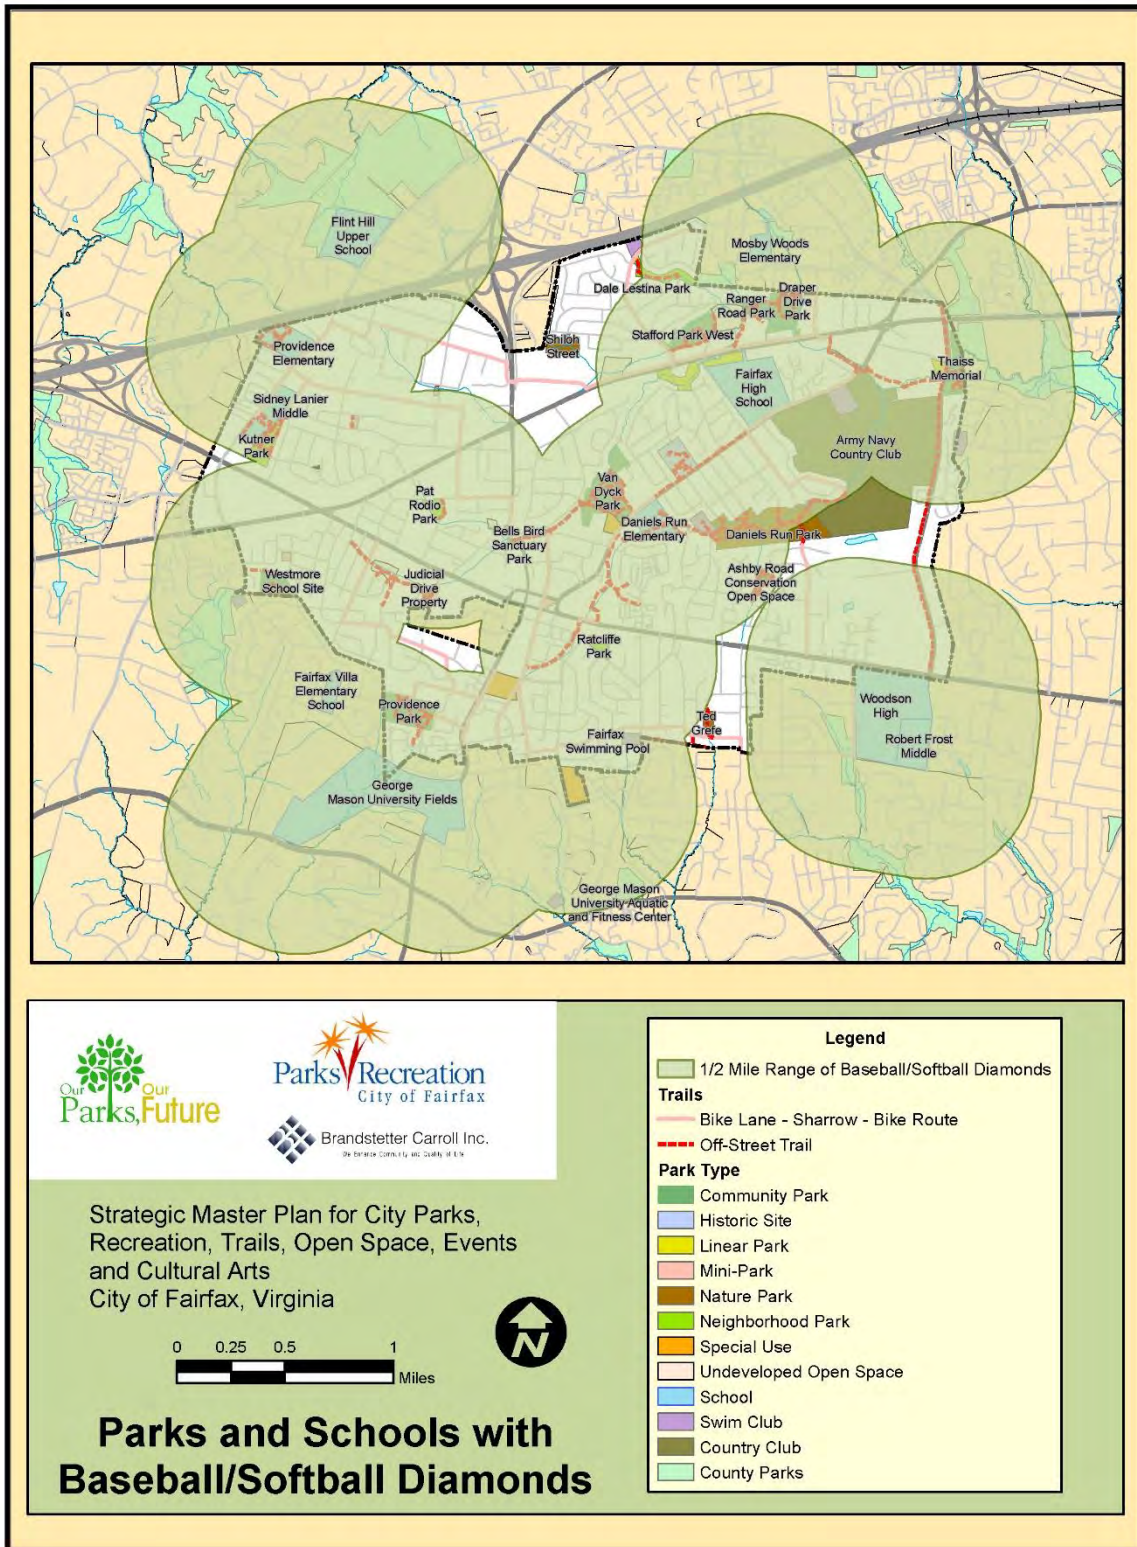 Flint Hill
Upper
School
Mosby Woods
Elementary
Dale Lestina Park
Ranger
Road Park
Draper
Drive
Park
Stafford Park West
Shiloh
Street
Providence
Elementary
Thaiss
Memorial
Fairfax
High
School
Sidney Lanier
Middle
Kutner
Park
Army Navy
Country Club
Van
Dyck
Park
Pat
Rodio
Park
Bells Bird
Sanctuary
Park
Daniels Run
Elementary
Daniels Run Park
Westmore
School Site
Judicial
Drive
Property
Ashby Road
Conservation
Open Space
Ratcliffe
Park
Fairfax Villa
Elementary
School
Providence
Park
Woodson
High
Robert Frost
Middle
Ted
Grefe
Fairfax
Swimming Pool
George
Mason University Fields
George Mason
University Aquatic
and Fitness Center
Our
Parks,
Our
Future
Parks Recreation
City of Fairfax
Brandstetter Carroll Inc.
We Enhance Community and Quality of Life
Strategic Master Plan for City Parks,
Recreation, Trails, Open Space, Events
and Cultural Arts
City of Fairfax, Virginia
0 0.25 0.5 1
Miles
N
Parks and Schools with
Baseball/Softball Diamonds
Legend
1/2 Mile Range of Baseball/Softball Diamonds
Trails
Bike Lane - Sharrow - Bike Route
Off-Street Trail
Park Type
Community Park
Historic Site
Linear Park
Mini-Park
Nature Park
Neighborhood Park
Special Use
Undeveloped Open Space
School
Swim Club
Country Club
County Parks